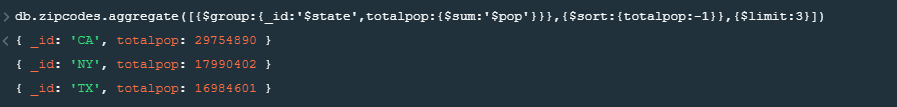 > db.zipcodes.aggregate([{$group:{_id:'$state',totalpop:{$sum:'$pop'}}},{$sort:{totalpop:-1}},{$limit:3}])
< { _id: 'CA', totalpop: 29754890 }
{ _id: 'NY', totalpop: 17990402 }
{ _id: 'TX', totalpop: 16984601 }